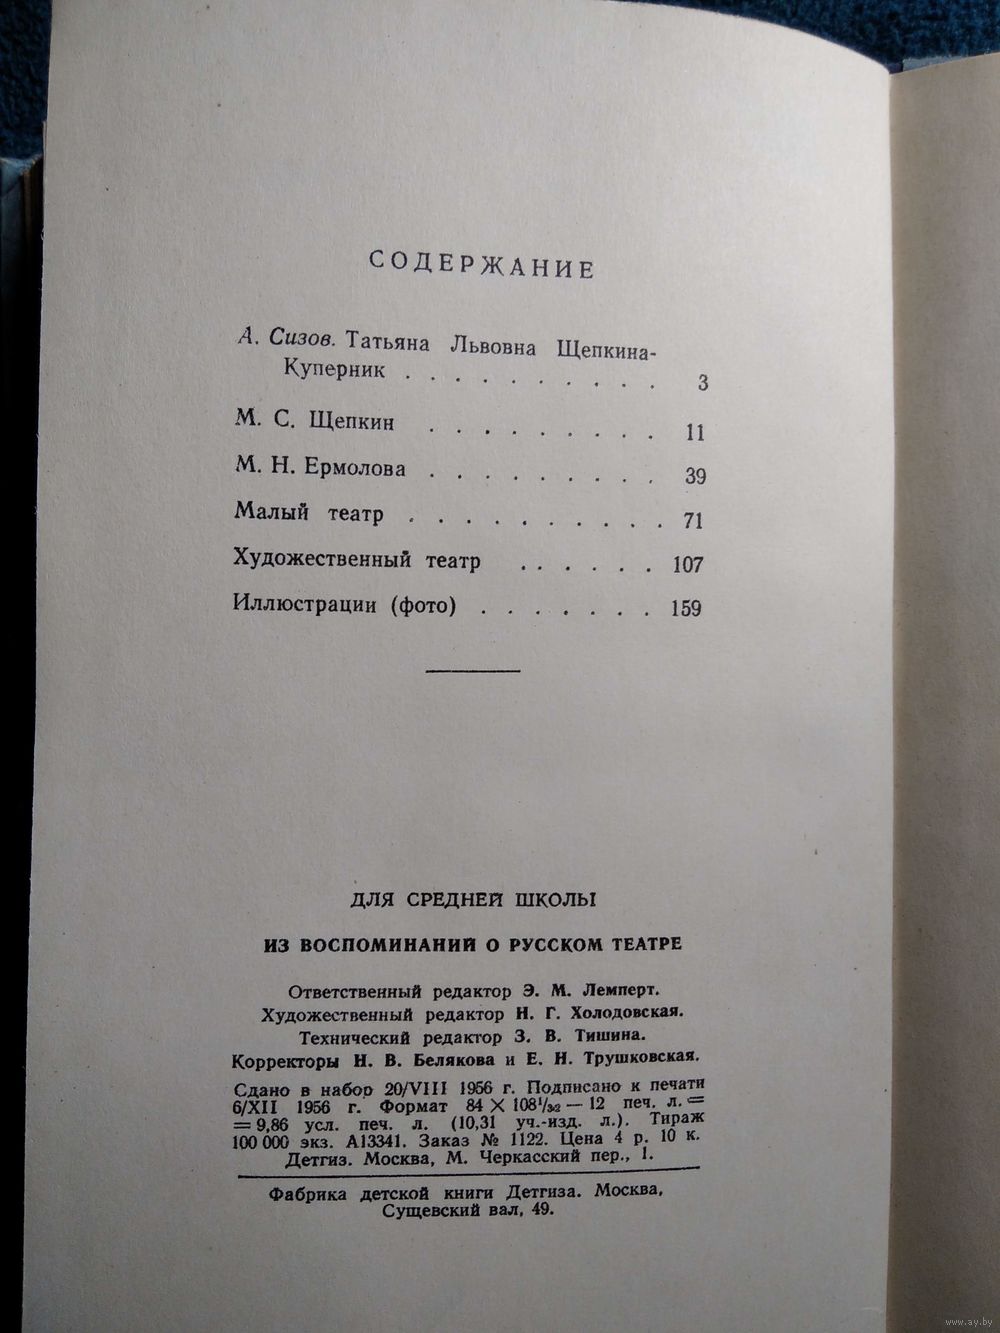 СОДЕРЖАНИЕ
А. Сизов. Татьяна Львовна Щепкина-
Куперник . . . . . . . . . . 3
М. С. Щепкин . . . . . . . . . 11
М. Н. Ермолова . . . . . . . . . 39
Малый театр . . . . . . . . . . 71
Художественный театр . . . . . . 107
Иллюстрации (фото) . . . . . . . 159
ДЛЯ СРЕДНЕЙ ШКОЛЫ
ИЗ ВОСПОМИНАНИЙ О РУССКОМ ТЕАТРЕ
Ответственный редактор Э. М. Лемперт.
Художественный редактор Н. Г. Холодовская.
Технический редактор З. В. Тишина.
Корректоры Н. В. Белякова и Е. Н. Трушковская.
Сдано в набор 20/VIII 1956 г. Подписано к печати
6/XII 1956 г. Формат 84 X 108¹/₃₂ — 12 печ. л. =
= 9,86 усл. печ. л. (10,31 уч.-изд. л.). Тираж
100 000 экз. А13341. Заказ № 1122. Цена 4 р. 10 к.
Детгиз. Москва, М. Черкасский пер., 1.
Фабрика детской книги Детгиза. Москва,
Сущевский вал, 49.
www.ay.by